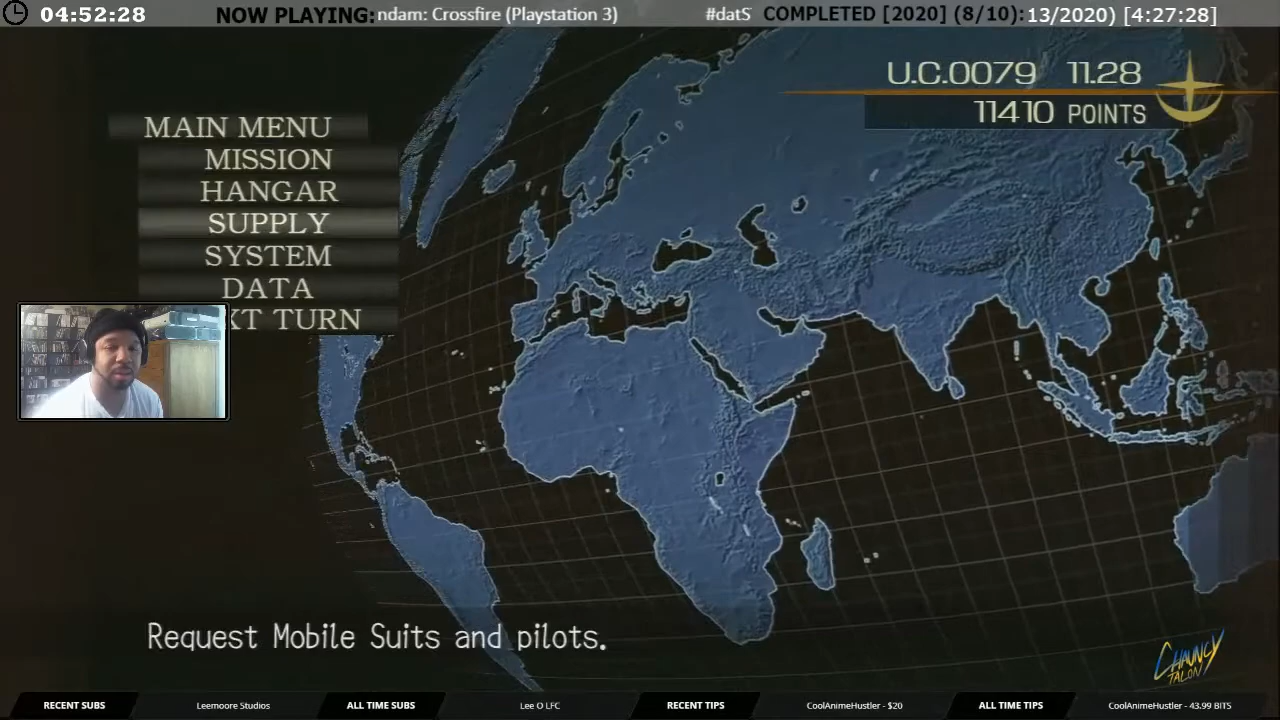 04:52:28
NOW PLAYING: ndam: Crossfire (Playstation 3) #datS
COMPLETED [2020] (8/10): 13/2020) [4:27:28]
U.C.0079 11.28
11410 POINTS
MAIN MENU
MISSION
HANGAR
SUPPLY
SYSTEM
DATA
XT TURN
Request Mobile Suits and pilots.
CHAUNCY
TALON
RECENT SUBS Leemoore Studios ALL TIME SUBS Lee O LFC RECENT TIPS CoolAnimeHustler - $20 ALL TIME TIPS CoolAnimeHustler - 43.99 BITS